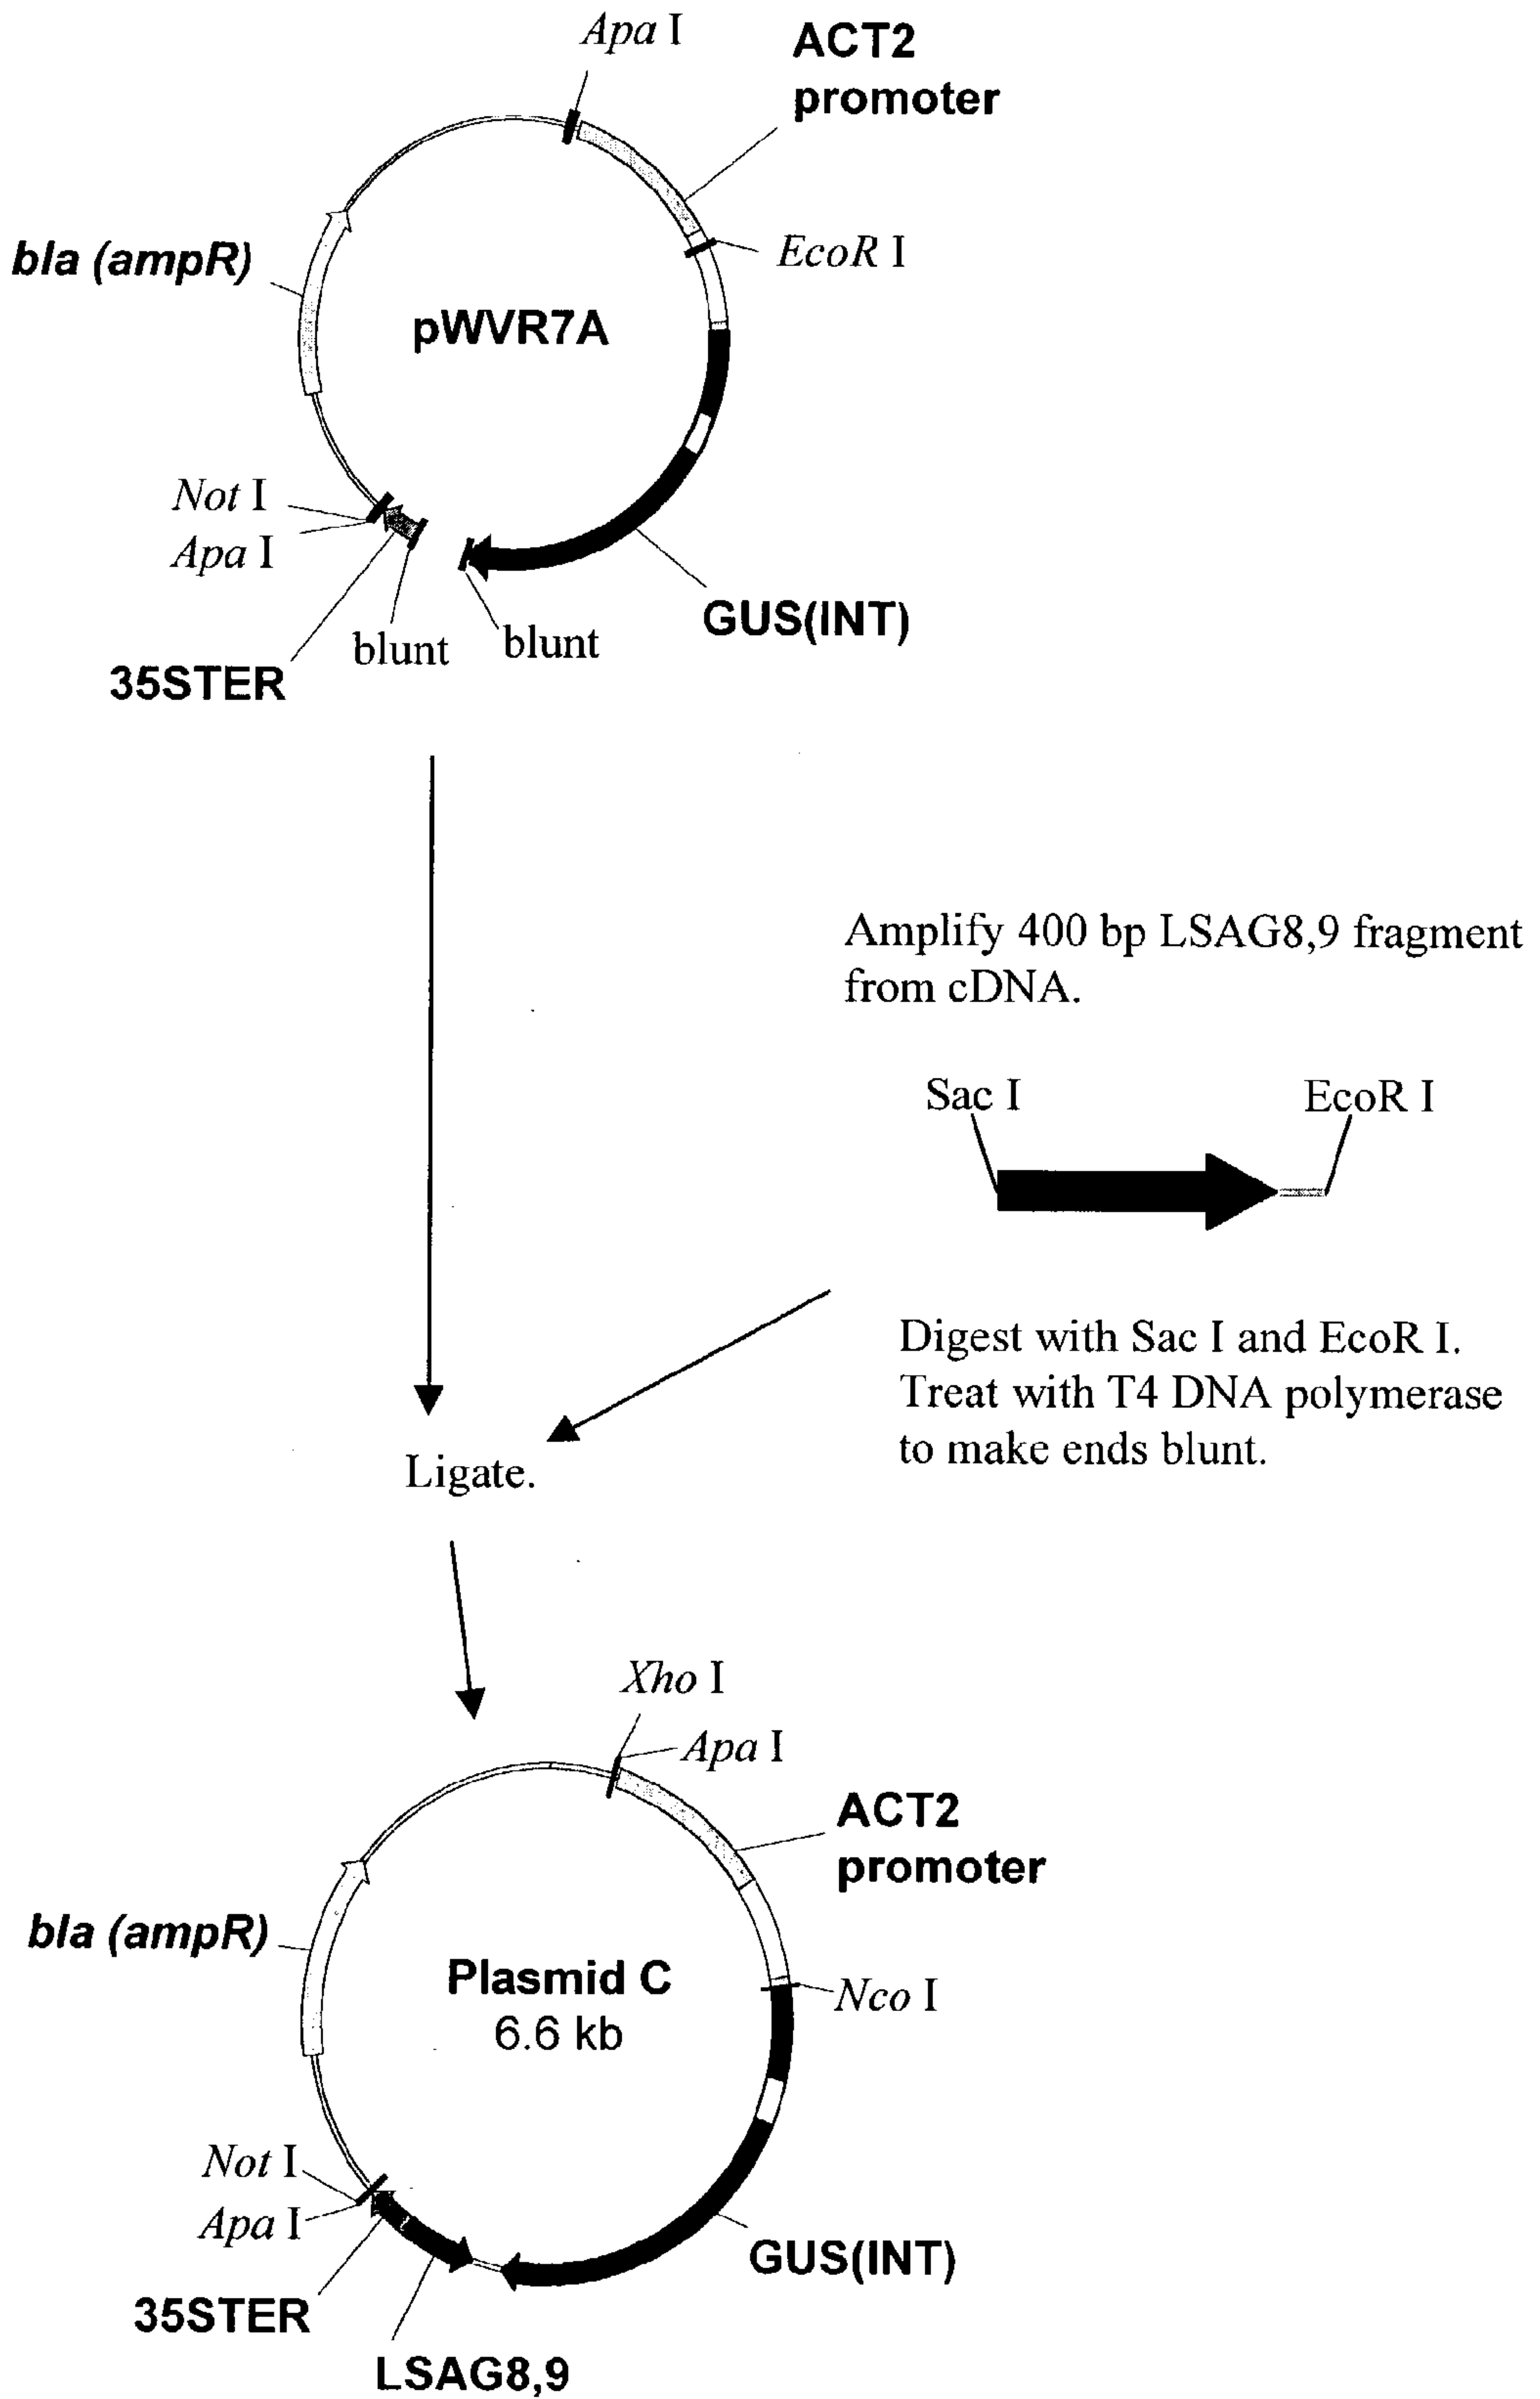 Apa I
ACT2
promoter
bla (ampR)
EcoR I
pWVR7A
Not I
Apa I
blunt
blunt
GUS(INT)
35STER
Amplify 400 bp LSAG8,9 fragment
from cDNA.
Sac I
EcoR I
Digest with Sac I and EcoR I.
Treat with T4 DNA polymerase
to make ends blunt.
Ligate.
Xho I
Apa I
ACT2
promoter
bla (ampR)
Plasmid C
6.6 kb
Nco I
Not I
Apa I
GUS(INT)
35STER
LSAG8,9